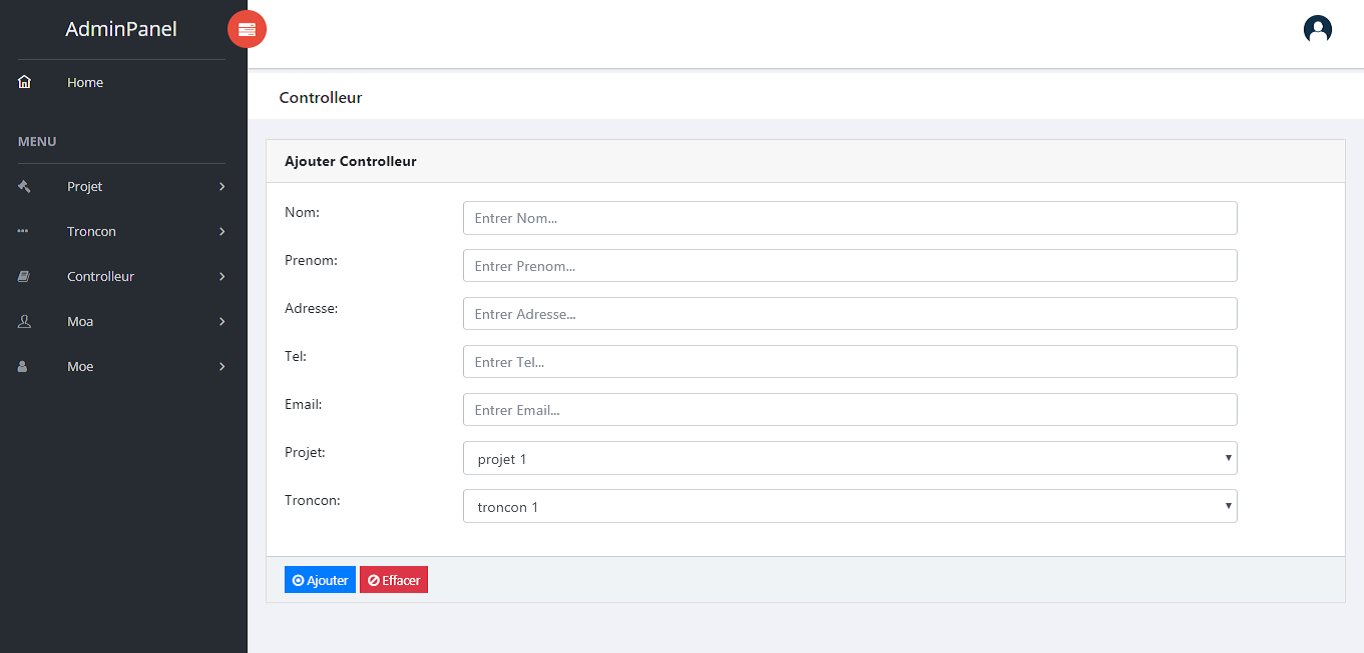 AdminPanel
Home
MENU
Projet
Troncon
Controlleur
Moa
Moe
Controlleur
Ajouter Controlleur
Nom:
Entrer Nom...
Prenom:
Entrer Prenom...
Adresse:
Entrer Adresse...
Tel:
Entrer Tel...
Email:
Entrer Email...
Projet:
projet 1
Troncon:
troncon 1
Ajouter Effacer